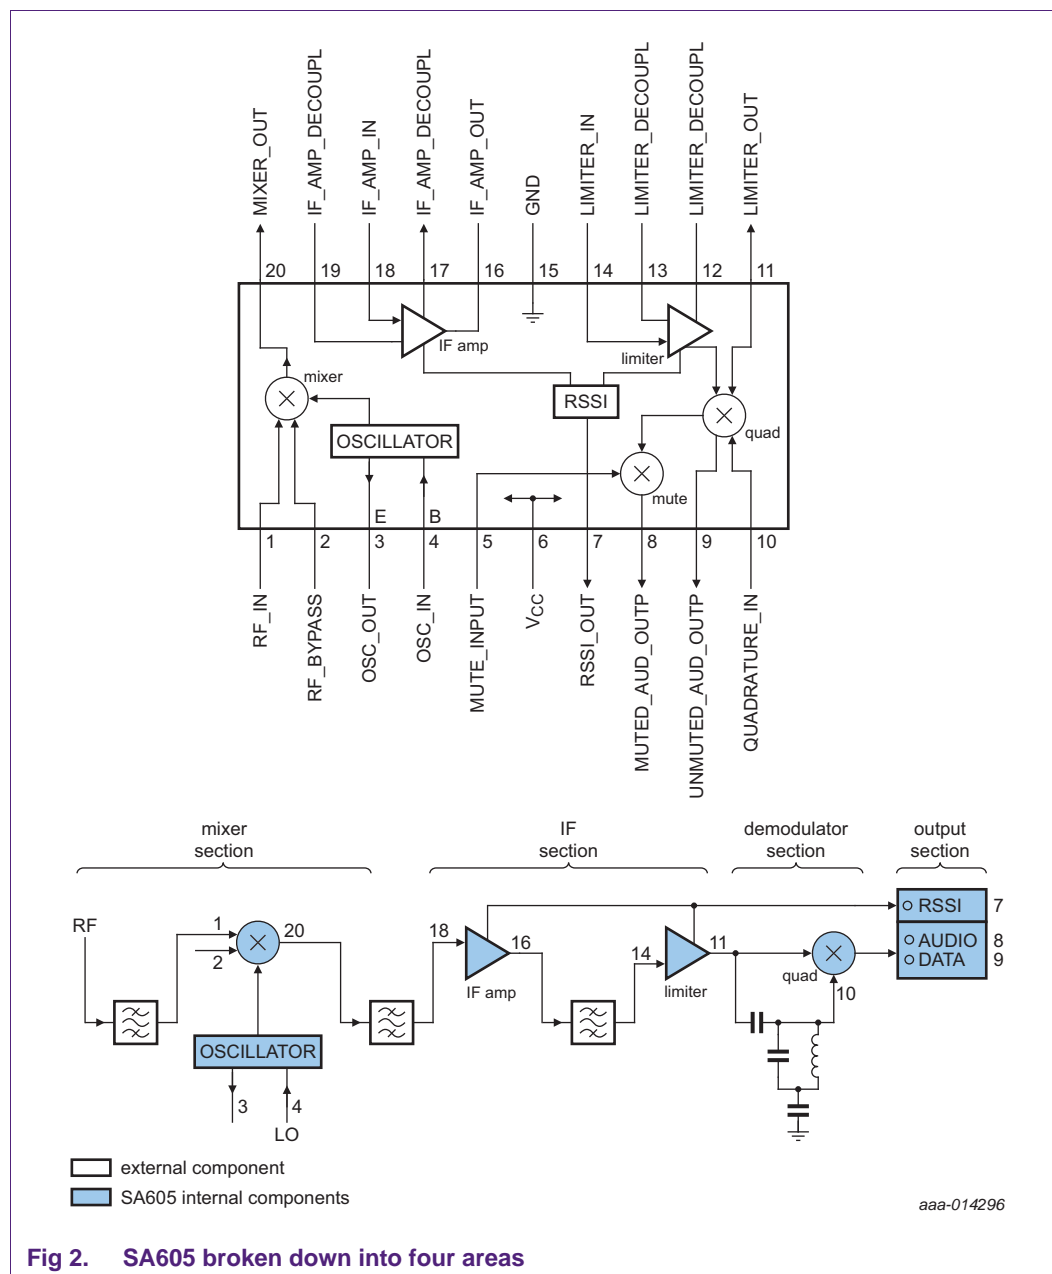 MIXER_OUT
IF_AMP_DECOUPL
IF_AMP_IN
IF_AMP_DECOUPL
IF_AMP_OUT
GND
LIMITER_IN
LIMITER_DECOUPL
LIMITER_DECOUPL
LIMITER_OUT
20 19 18 17 16 15 14 13 12 11
IF amp
limiter
mixer
RSSI
OSCILLATOR
quad
mute
E B
1 2 3 4 5 6 7 8 9 10
RF_IN
RF_BYPASS
OSC_OUT
OSC_IN
MUTE_INPUT
VCC
RSSI_OUT
MUTED_AUD_OUTP
UNMUTED_AUD_OUTP
QUADRATURE_IN
mixer
section
IF
section
demodulator
section
output
section
RF
1
2
20
18
16
14
11
10
RSSI 7
AUDIO 8
DATA 9
IF amp
limiter
quad
OSCILLATOR
3
4
LO
external component
SA605 internal components
aaa-014296
Fig 2. SA605 broken down into four areas